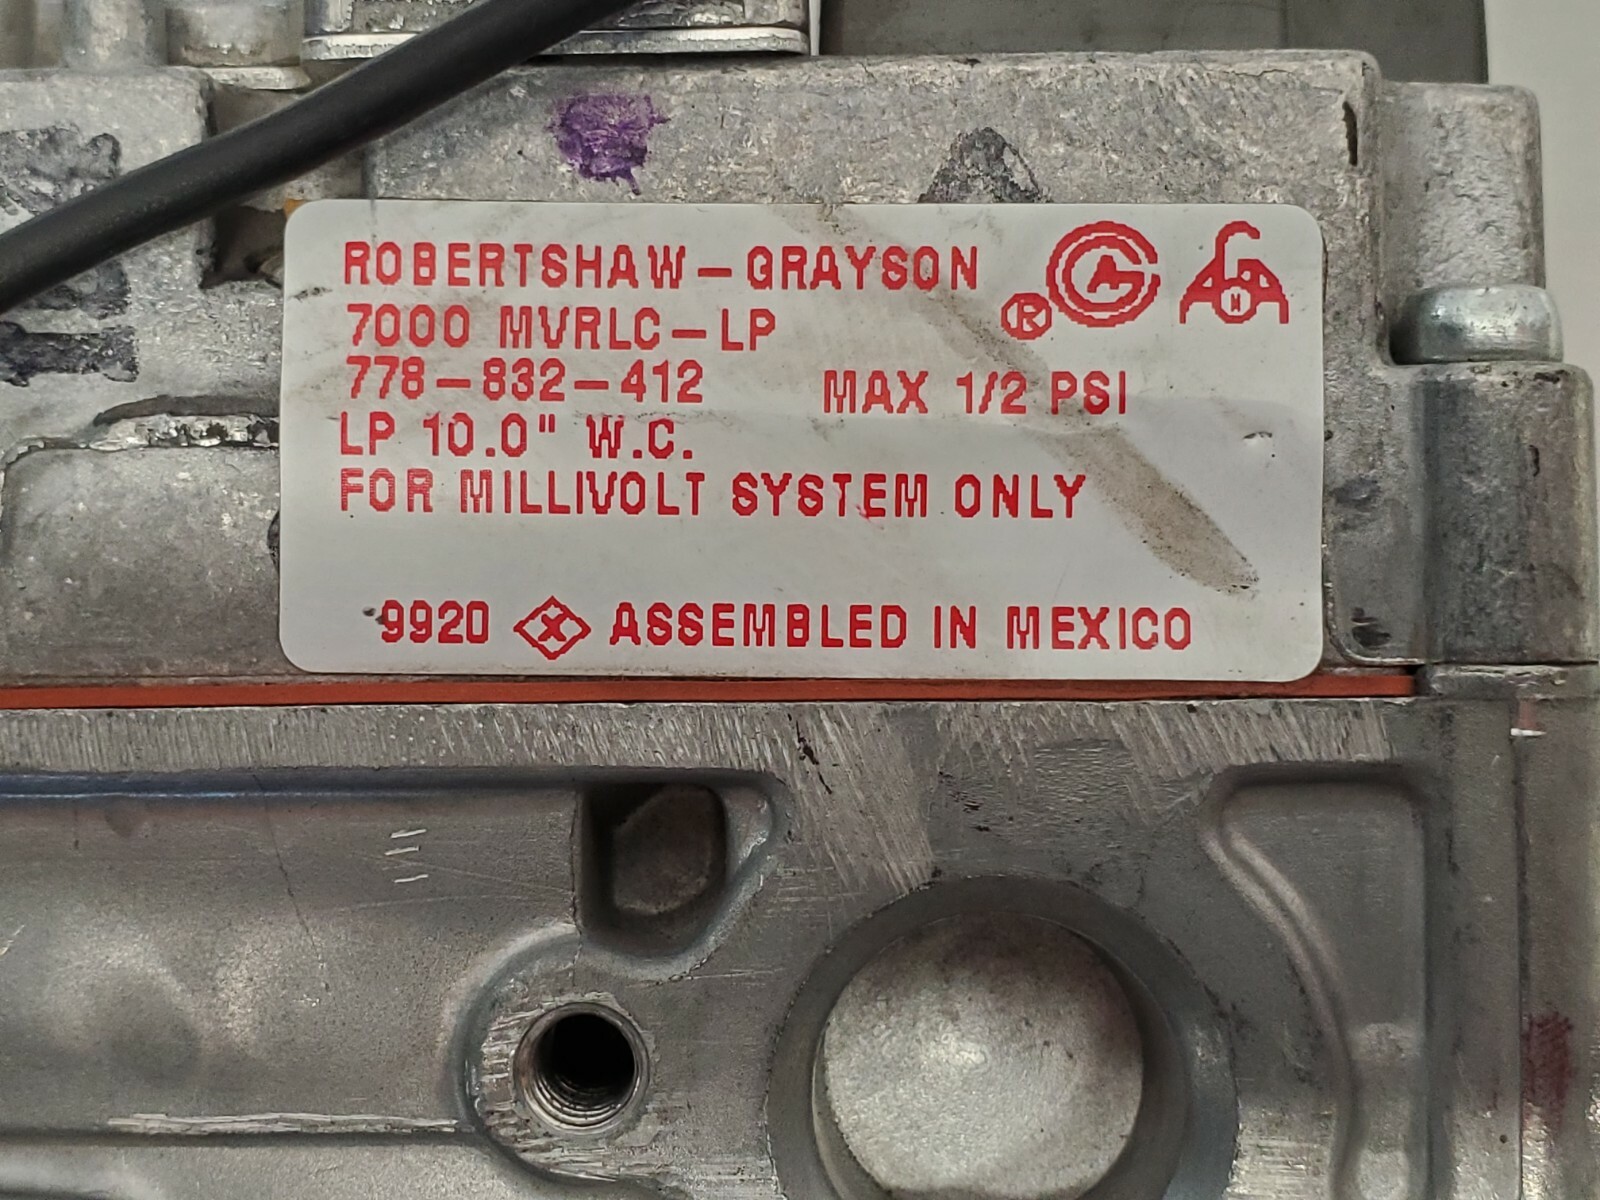 ROBERTSHAW-GRAYSON
7000 MVRLC-LP
®
778-832-412 MAX 1/2 PSI
LP 10.0" W.C.
FOR MILLIVOLT SYSTEM ONLY
9920 X ASSEMBLED IN MEXICO